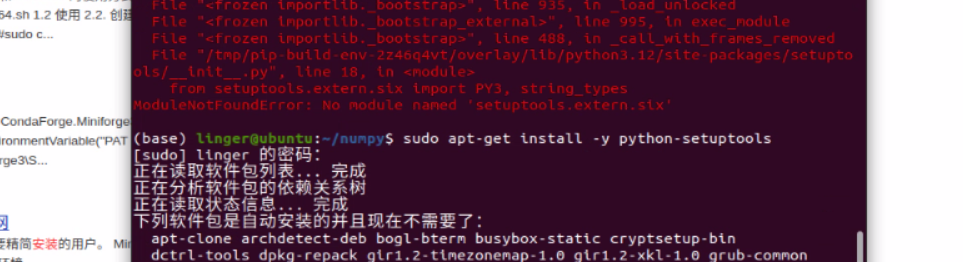 64.sh 1.2 使用 2.2. 创建
#sudo c...
CondaForge.Miniforge
ironmentVariable("PAT
rge3\S...
网
要精简安装的用户。 Min
  File "<frozen importlib._bootstrap>", line 935, in _load_unlocked
  File "<frozen importlib._bootstrap_external>", line 995, in exec_module
  File "<frozen importlib._bootstrap>", line 488, in _call_with_frames_removed
  File "/tmp/pip-build-env-2z46q4vt/overlay/lib/python3.12/site-packages/setupto
ols/__init__.py", line 18, in <module>
    from setuptools.extern.six import PY3, string_types
ModuleNotFoundError: No module named 'setuptools.extern.six'
(base) linger@ubuntu:~/numpy$ sudo apt-get install -y python-setuptools
[sudo] linger 的密码：
正在读取软件包列表... 完成
正在分析软件包的依赖关系树
正在读取状态信息... 完成
下列软件包是自动安装的并且现在不需要了：
  apt-clone archdetect-deb bogl-bterm busybox-static cryptsetup-bin
  dctrl-tools dpkg-repack gir1.2-timezonemap-1.0 gir1.2-xkl-1.0 grub-common